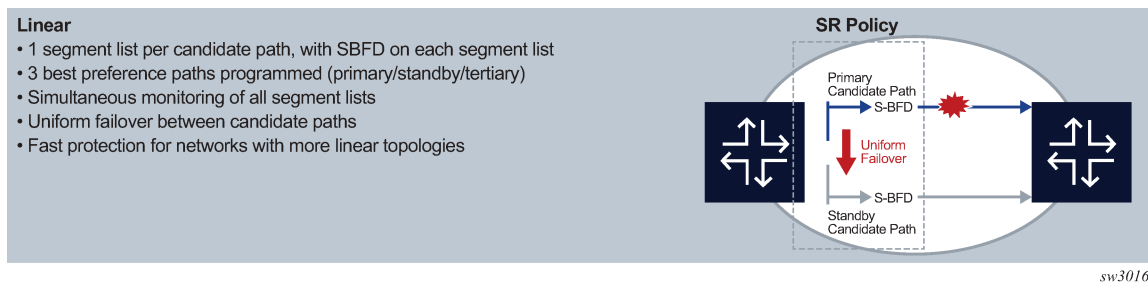 Linear
• 1 segment list per candidate path, with SBFD on each segment list
• 3 best preference paths programmed (primary/standby/tertiary)
• Simultaneous monitoring of all segment lists
• Uniform failover between candidate paths
• Fast protection for networks with more linear topologies
SR Policy
Primary
Candidate Path
S-BFD
Uniform
Failover
S-BFD
Standby
Candidate Path
sw3016